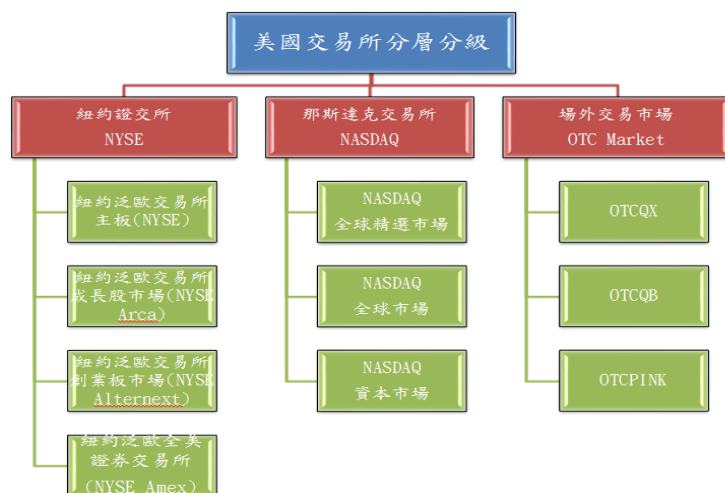 美國交易所分層分級
紐約證交所
NYSE
那斯達克交易所
NASDAQ
場外交易市場
OTC Market
紐約泛歐交易所
主板(NYSE)
紐約泛歐交易所
成長股市場(NYSE
Arca)
紐約泛歐交易所
創業板市場(NYSE
Alternext)
紐約泛歐全美
證券交易所
(NYSE Amex)
NASDAQ
全球精選市場
NASDAQ
全球市場
NASDAQ
資本市場
OTCQX
OTCQB
OTCPINK